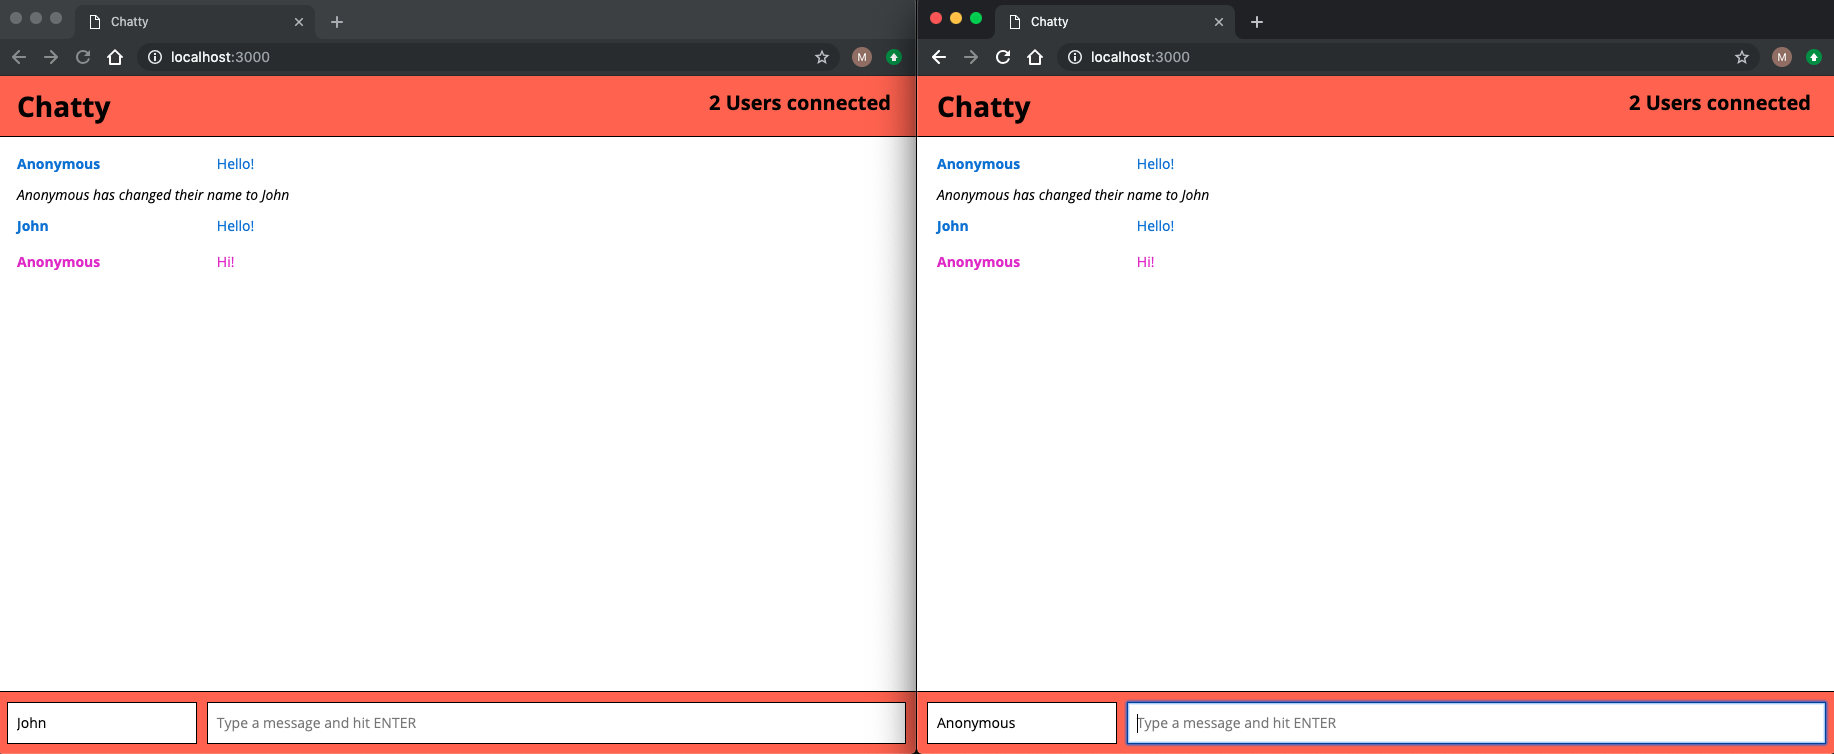 Chatty
localhost:3000
M
Chatty
2 Users connected
Anonymous Hello!
Anonymous has changed their name to John
John Hello!
Anonymous Hi!
John
Type a message and hit ENTER
Chatty
localhost:3000
M
Chatty
2 Users connected
Anonymous Hello!
Anonymous has changed their name to John
John Hello!
Anonymous Hi!
Anonymous
Type a message and hit ENTER